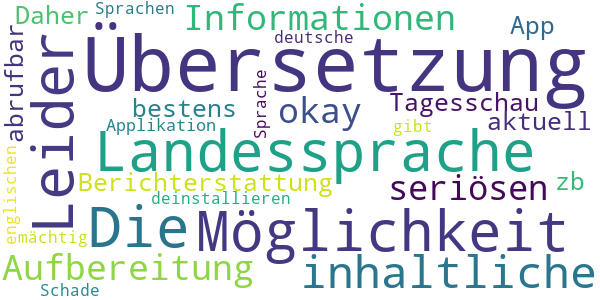 Daher
Sprachen
Informationen
App
deutsche
Übersetzung
abrufbar
Leider
bestens
okay
Sprache
Tagesschau
Applikation
gibt
aktuell
Landessprache
englischen
Berichterstattung
seriösen
zb
deinstallieren
mächtig
Die
Möglichkeit
Aufbereitung
inhaltliche
Schade